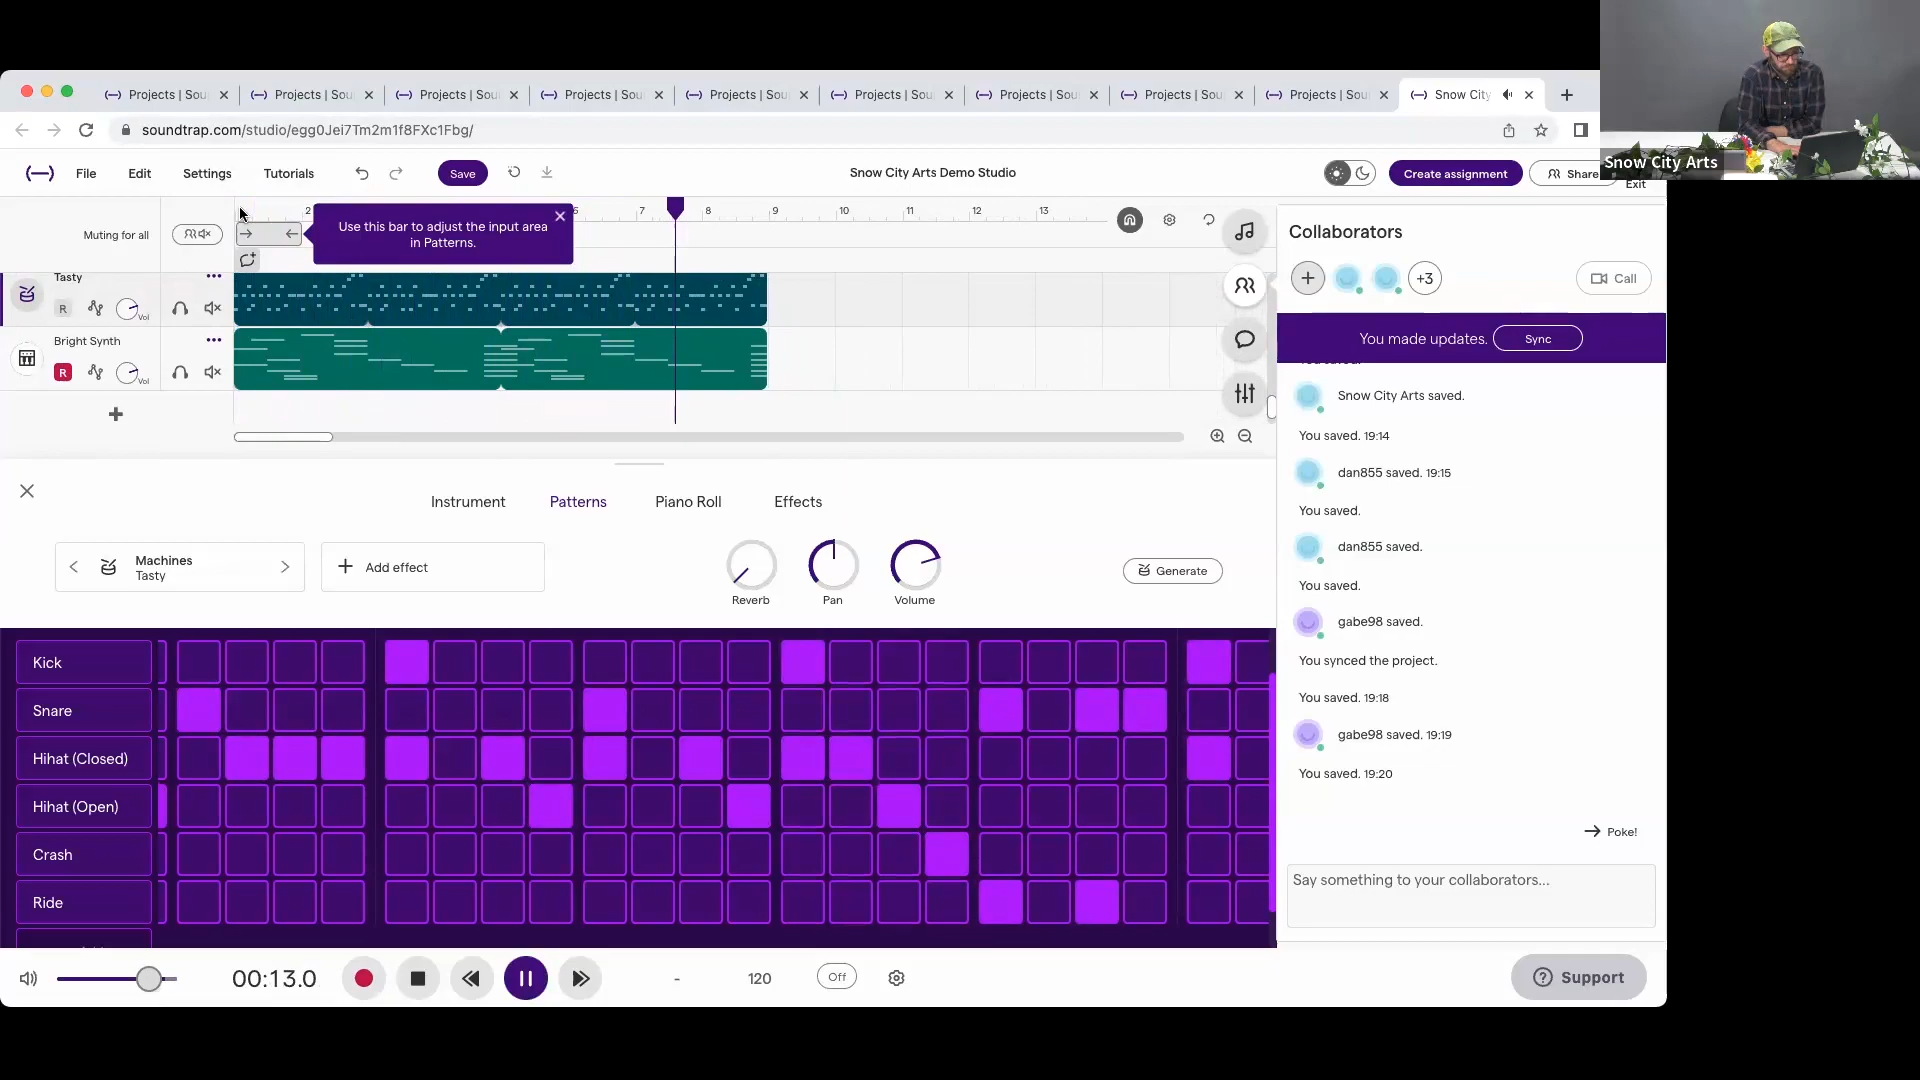 Projects | Sou
Projects | Sou
Projects | Sou
Projects | Sou
Projects | Sou
Projects | Sou
Projects | Sou
Projects | Sou
Projects | Sou
Snow City
soundtrap.com/studio/egg0Jei7Tm2m1f8FXc1Fbg/
Snow City Arts
File
Edit
Settings
Tutorials
Save
Snow City Arts Demo Studio
Create assignment
Share
Exit
Muting for all
2
6
7
8
9
10
11
12
13
Use this bar to adjust the input area
in Patterns.
Tasty
R
Vol
Bright Synth
R
Vol
Collaborators
+3
Call
You made updates.
Sync
Snow City Arts saved.
You saved. 19:14
dan855 saved. 19:15
You saved.
dan855 saved.
You saved.
gabe98 saved.
You synced the project.
You saved. 19:18
gabe98 saved. 19:19
You saved. 19:20
Poke!
Say something to your collaborators...
Instrument
Patterns
Piano Roll
Effects
Machines
Tasty
Add effect
Reverb
Pan
Volume
Generate
Kick
Snare
Hihat (Closed)
Hihat (Open)
Crash
Ride
00:13.0
-
120
Off
Support